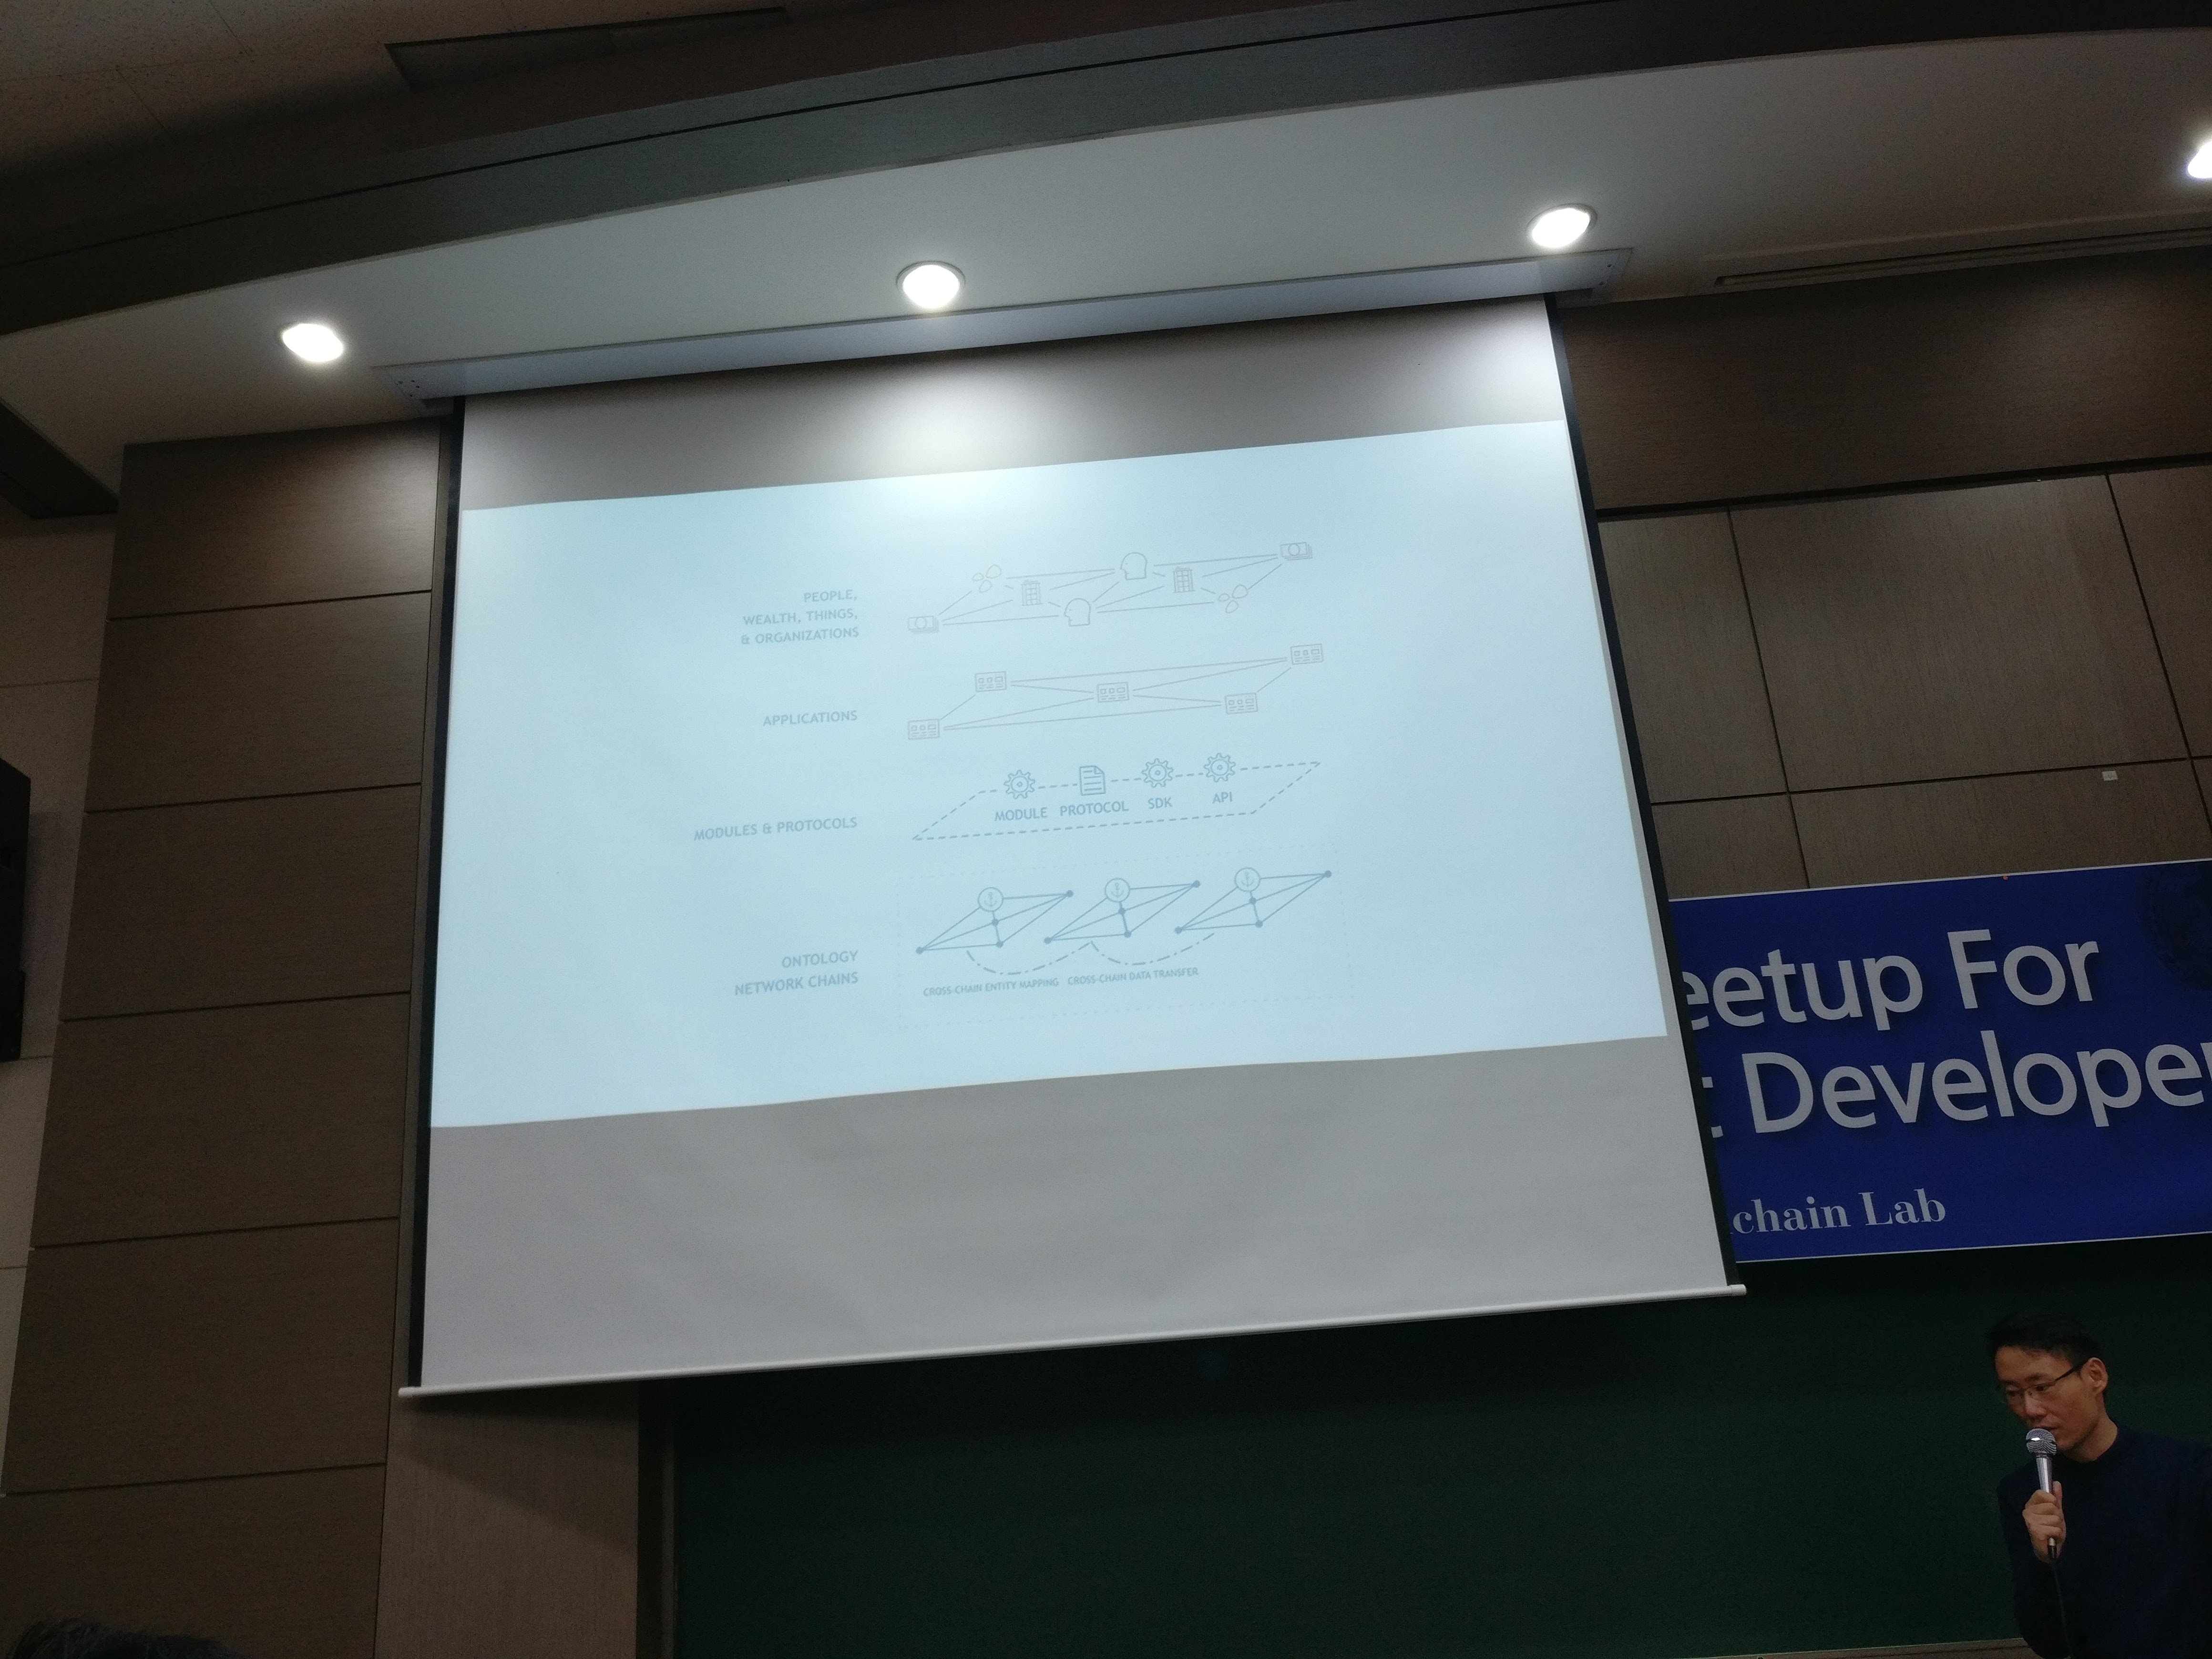 PEOPLE,
WEALTH, THINGS,
& ORGANIZATIONS
APPLICATIONS
MODULE PROTOCOL SDK API
MODULES & PROTOCOLS
ONTOLOGY
NETWORK CHAINS
CROSS-CHAIN ENTITY MAPPING CROSS-CHAIN DATA TRANSFER
eetup For
Develope
chain Lab